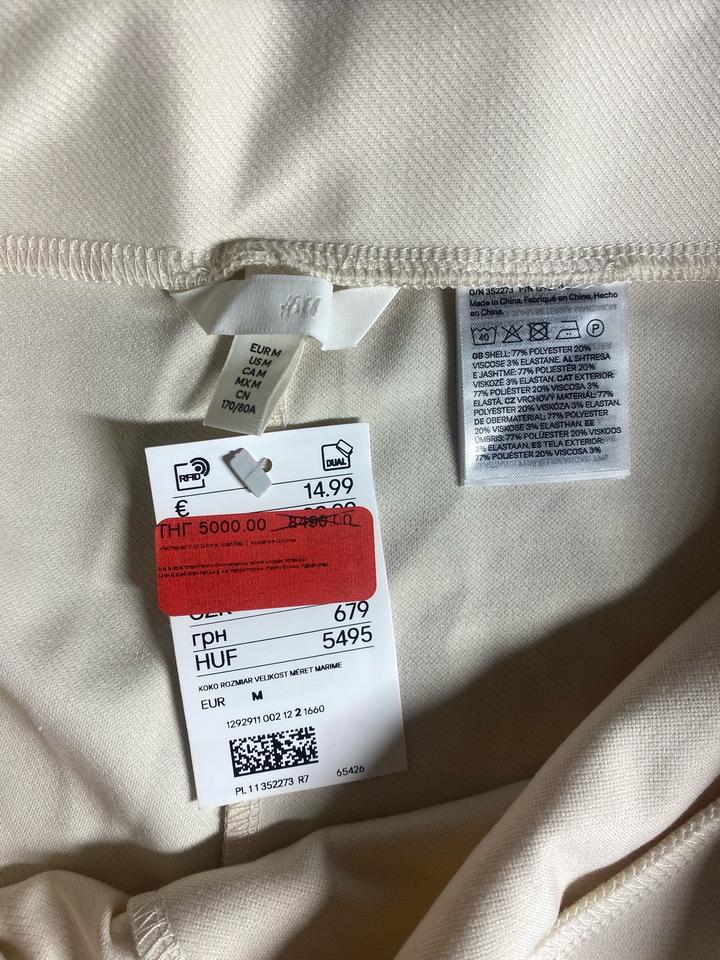 H&M
EUR M
US M
CA M
MX M
CN
170/80A
O/N 352273 P/N
Made in China, Fabriqué en Chine, Hecho
en China.
40
P
GB SHELL: 77% POLYESTER 20%
VISCOSE 3% ELASTANE. AL SHTRESA
E JASHTME: 77% POLIESTËR 20%
VISKOZË 3% ELASTAN. CAT EXTERIOR:
77% POLIÈSTER 20% VISCOSA 3%
ELASTÀ. CZ VRCHOVÝ MATERIÁL: 77%
POLYESTER 20% VISKÓZA 3% ELASTAN.
DE OBERMATERIAL: 77% POLYESTER
20% VISKOSE 3% ELASTHAN. EE
ÜMBRIS: 77% POLÜESTER 20% VISKOOS
3% ELASTAAN. ES TELA EXTERIOR:
77% POLIÉSTER 20% VISCOSA 3%
RFID
DUAL
€ 14.99
ТНГ 5000.00 8490.00
CZK 679
грн 5495
HUF
KOKO ROZMIAR VELIKOST MÉRET MARIME
EUR M
1292911 002 12 2 1660
PL 11 352273 R7 65426